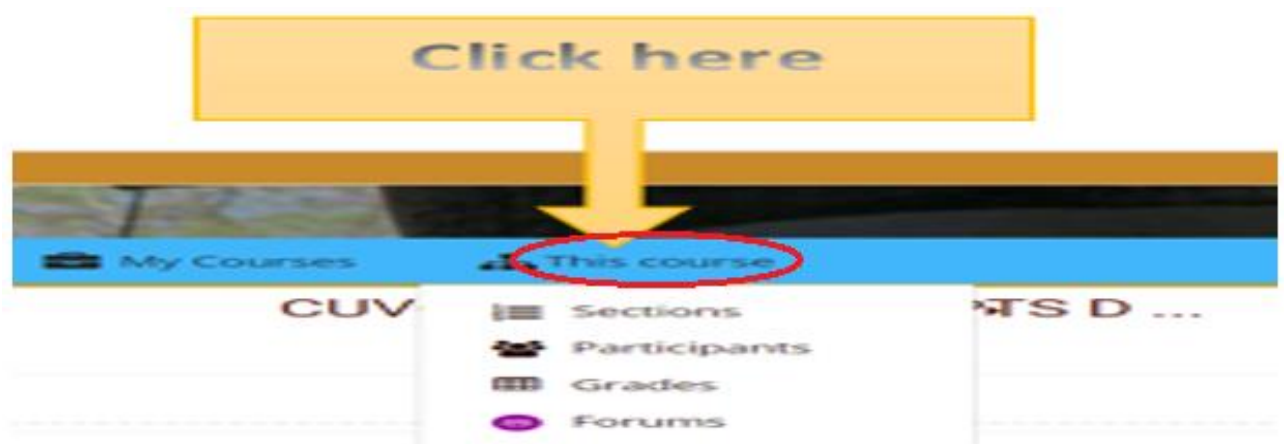 Click here
My Courses This course
CUV TS D ...
Sections
Participants
Grades
Forums